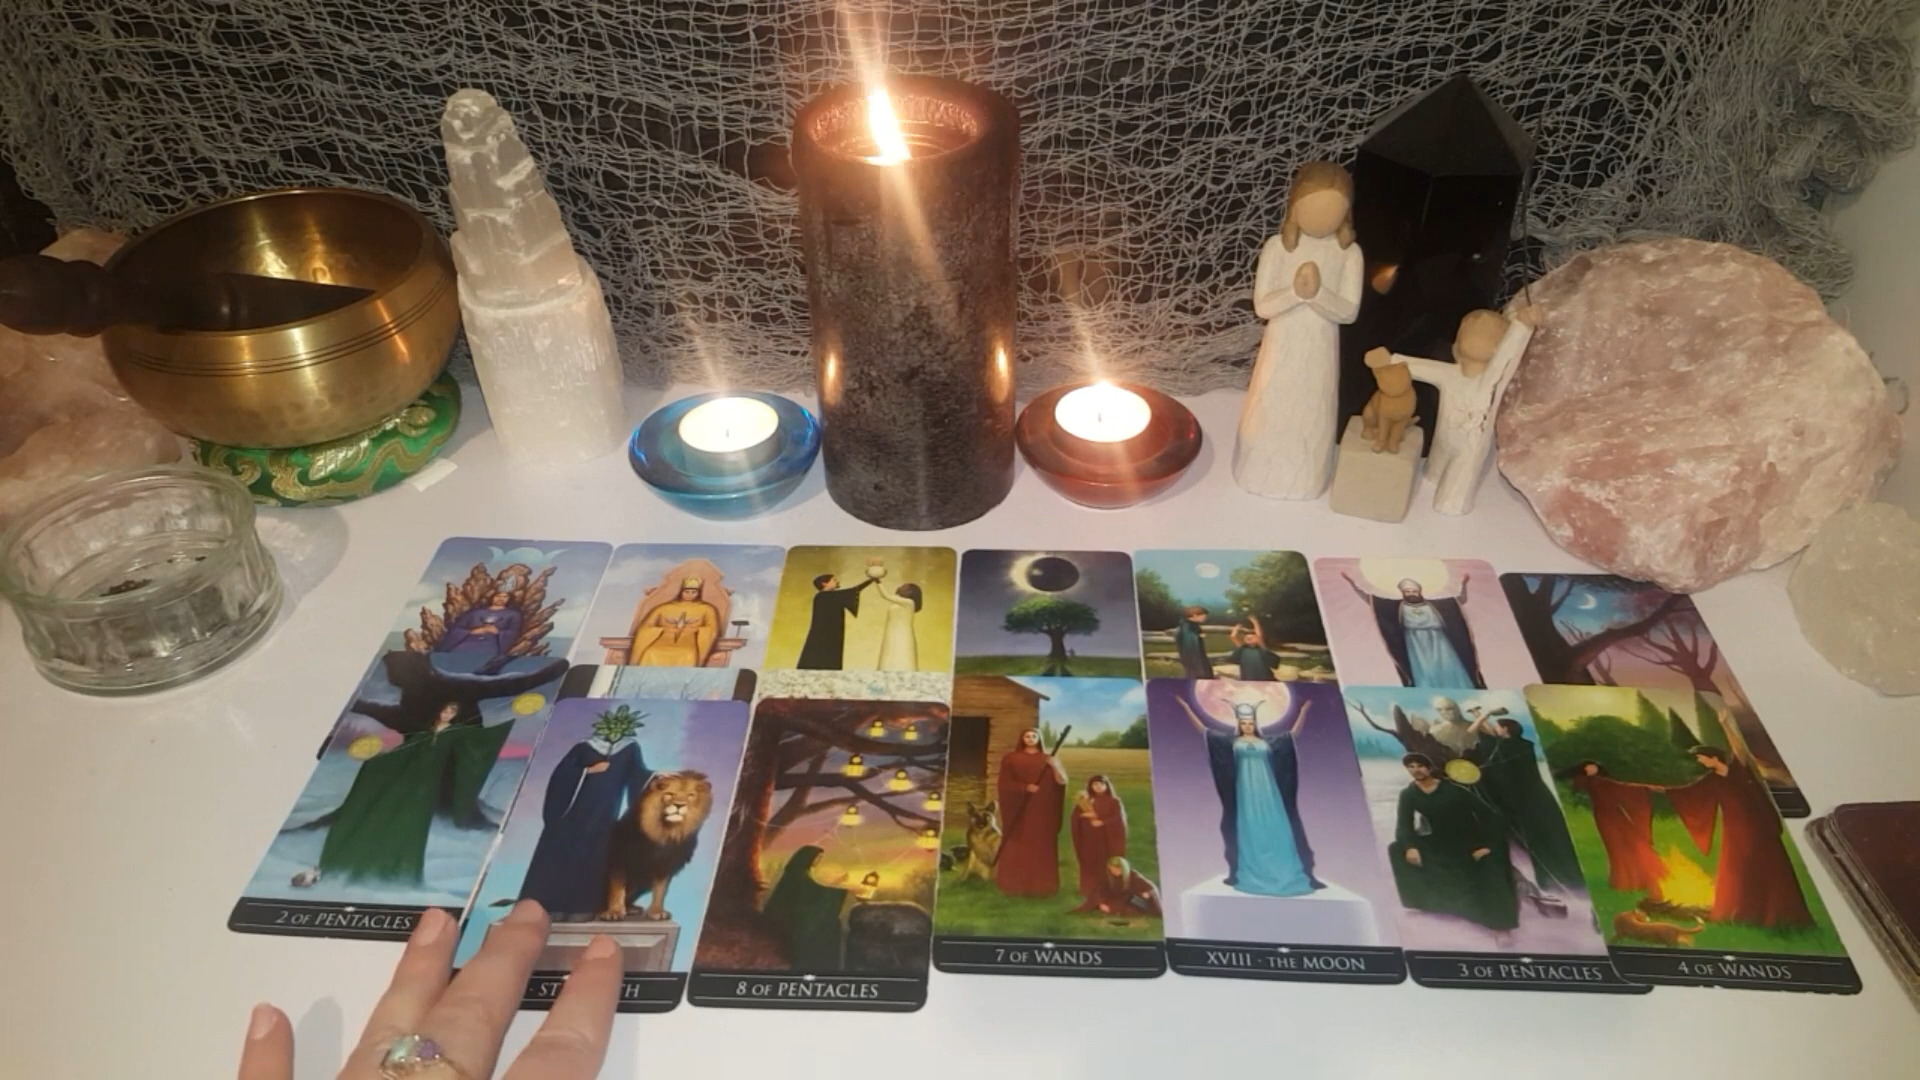 2 OF PENTACLES
8 OF PENTACLES
7 OF WANDS
XVIII · THE MOON
3 OF PENTACLES
4 OF WANDS